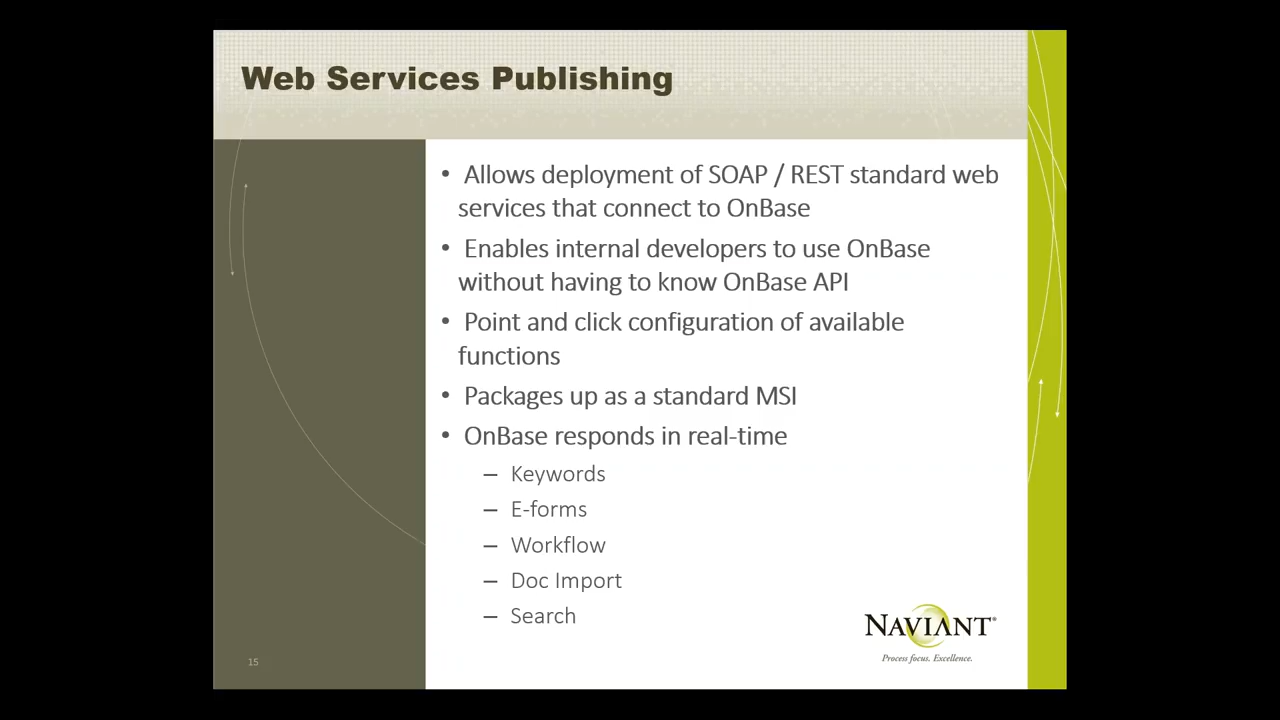 Web Services Publishing
• Allows deployment of SOAP / REST standard web
services that connect to OnBase
• Enables internal developers to use OnBase
without having to know OnBase API
• Point and click configuration of available
functions
• Packages up as a standard MSI
• OnBase responds in real-time
– Keywords
– E-forms
– Workflow
– Doc Import
– Search
NAVIANT®
Process focus. Excellence.
15